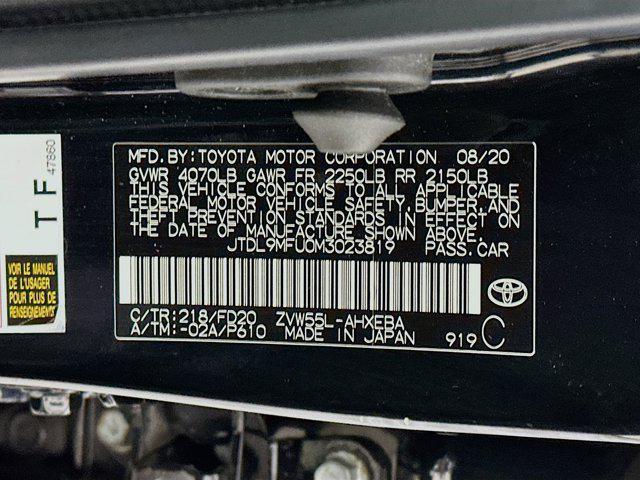 MFD. BY: TOYOTA MOTOR CORPORATION 08/20
GVWR 4070LB GAWR FR 2250LB RR 2150LB
THIS VEHICLE CONFORMS TO ALL APPLICABLE
FEDERAL MOTOR VEHICLE SAFETY, BUMPER, AND
THEFT PREVENTION STANDARDS IN EFFECT ON
THE DATE OF MANUFACTURE SHOWN ABOVE.
JTDL9MFU0M3023819 PASS.CAR
C/TR:218/FD20 ZVW55L-AHXEBA
A/TM:-02A/P610 MADE IN JAPAN 919 C
T F
47860
VOIR LE MANUEL
DE L'UTILISATEUR
POUR PLUS DE
RENSEIGNEMENTS